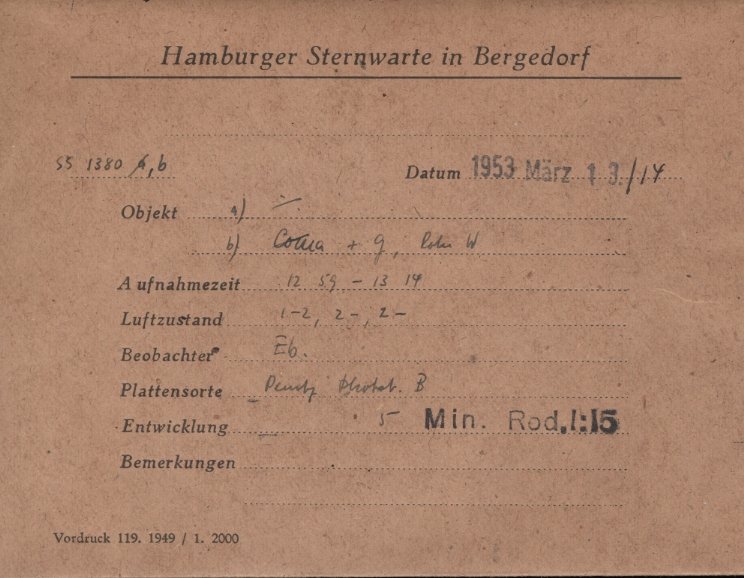 Hamburger Sternwarte in Bergedorf
SS 1380 a, b
Datum 1953 März 13./14
Objekt a) —
b) Coma + g, Rohr W
Aufnahmezeit 12 59 – 13 14
Luftzustand 1–2, 2–, 2–
Beobachter Eb.
Plattensorte Perutz B
Entwicklung 5 Min. Rod. 1:15
Bemerkungen
Vordruck 119. 1949 / 1. 2000